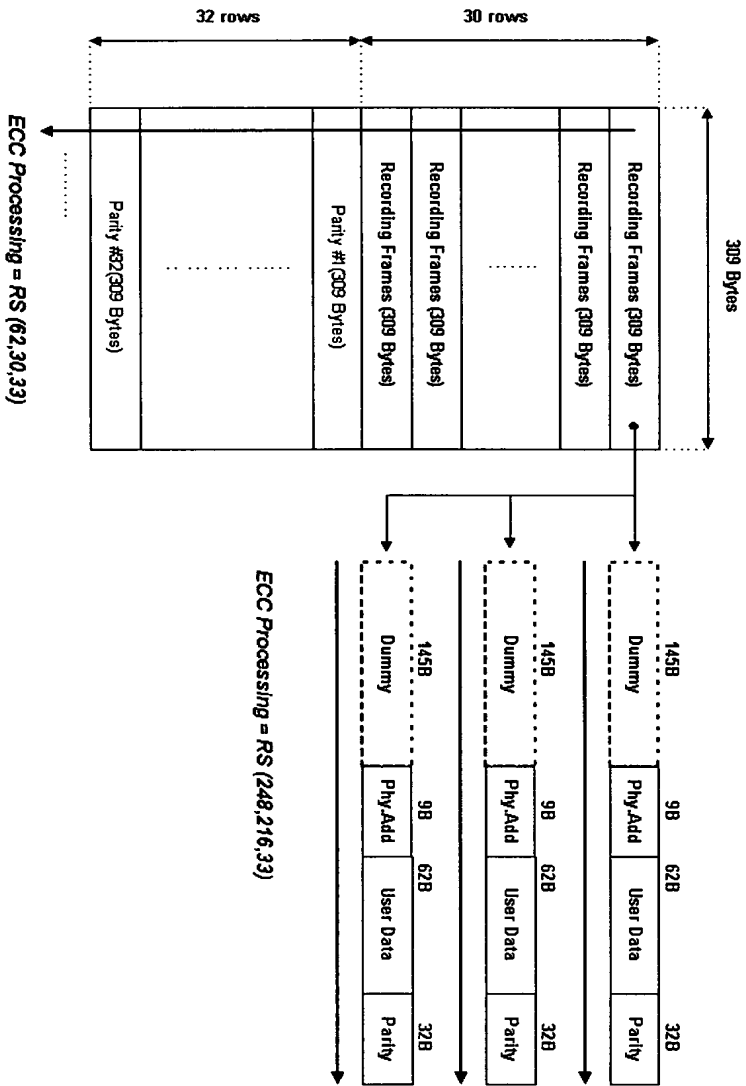 309 Bytes
30 rows
32 rows
Recording Frames (309 Bytes)
Recording Frames (309 Bytes)
.......
Recording Frames (309 Bytes)
Recording Frames (309 Bytes)
Parity #1(309 Bytes)
... ... ... ...........
Parity #32(309 Bytes)
........
ECC Processing = RS (62,30,33)
145B 9B 62B 32B
Dummy Phy.Add User Data Parity
145B 9B 62B 32B
Dummy Phy.Add User Data Parity
145B 9B 62B 32B
Dummy Phy.Add User Data Parity
ECC Processing = RS (248,216,33)